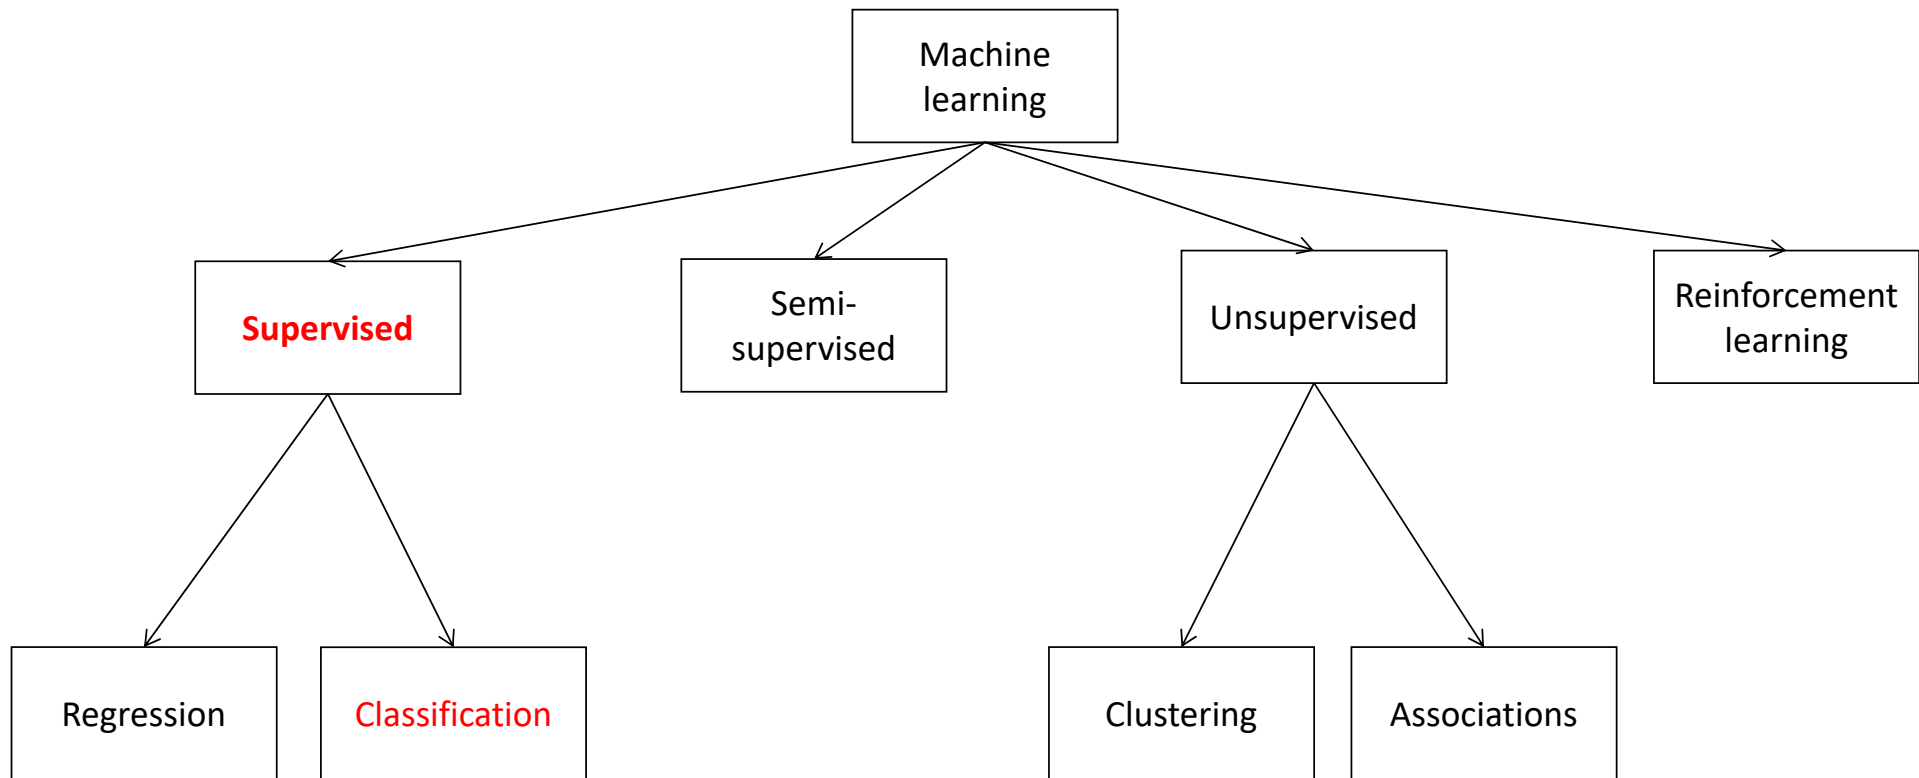 Machine
learning
Supervised
Semi-
supervised
Unsupervised
Reinforcement
learning
Regression
Classification
Clustering
Associations